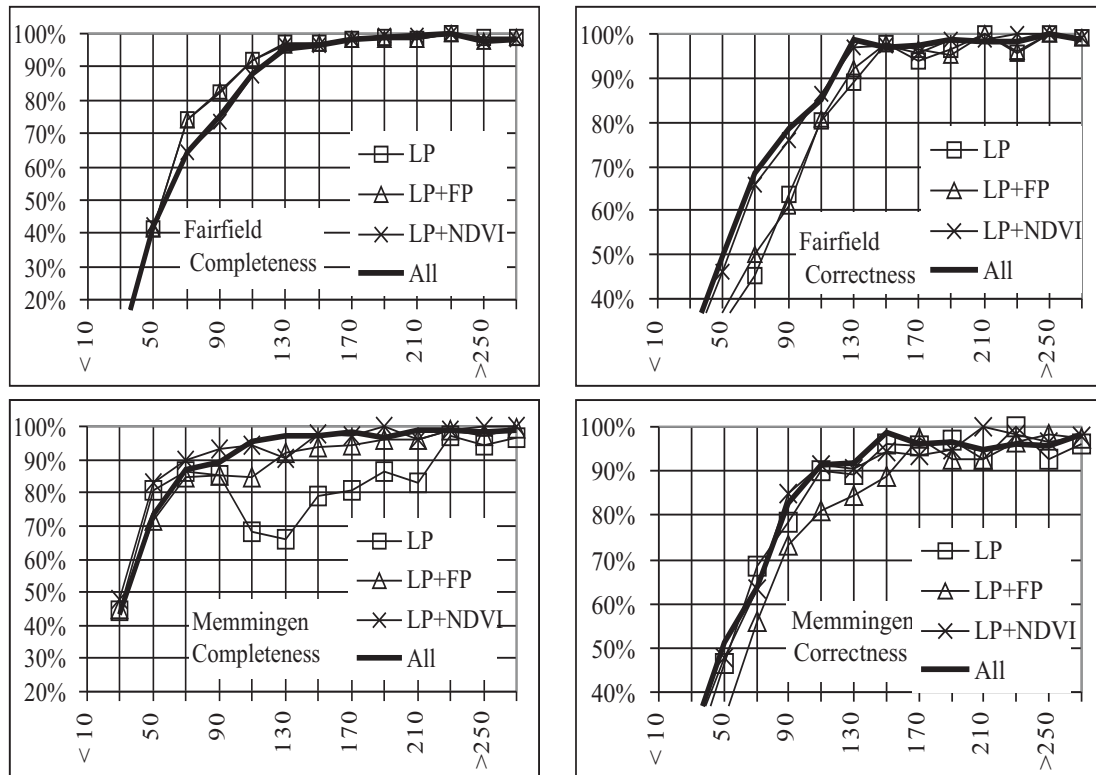 100%
90%
80%
70%
60%
50%
40%
30%
20%
LP
LP+FP
LP+NDVI
All
Fairfield
Completeness
< 10
50
90
130
170
210
>250
100%
90%
80%
70%
60%
50%
40%
LP
LP+FP
LP+NDVI
All
Fairfield
Correctness
< 10
50
90
130
170
210
>250
100%
90%
80%
70%
60%
50%
40%
30%
20%
LP
LP+FP
LP+NDVI
All
Memmingen
Completeness
< 10
50
90
130
170
210
>250
100%
90%
80%
70%
60%
50%
40%
LP
LP+FP
LP+NDVI
All
Memmingen
Correctness
< 10
50
90
130
170
210
>250